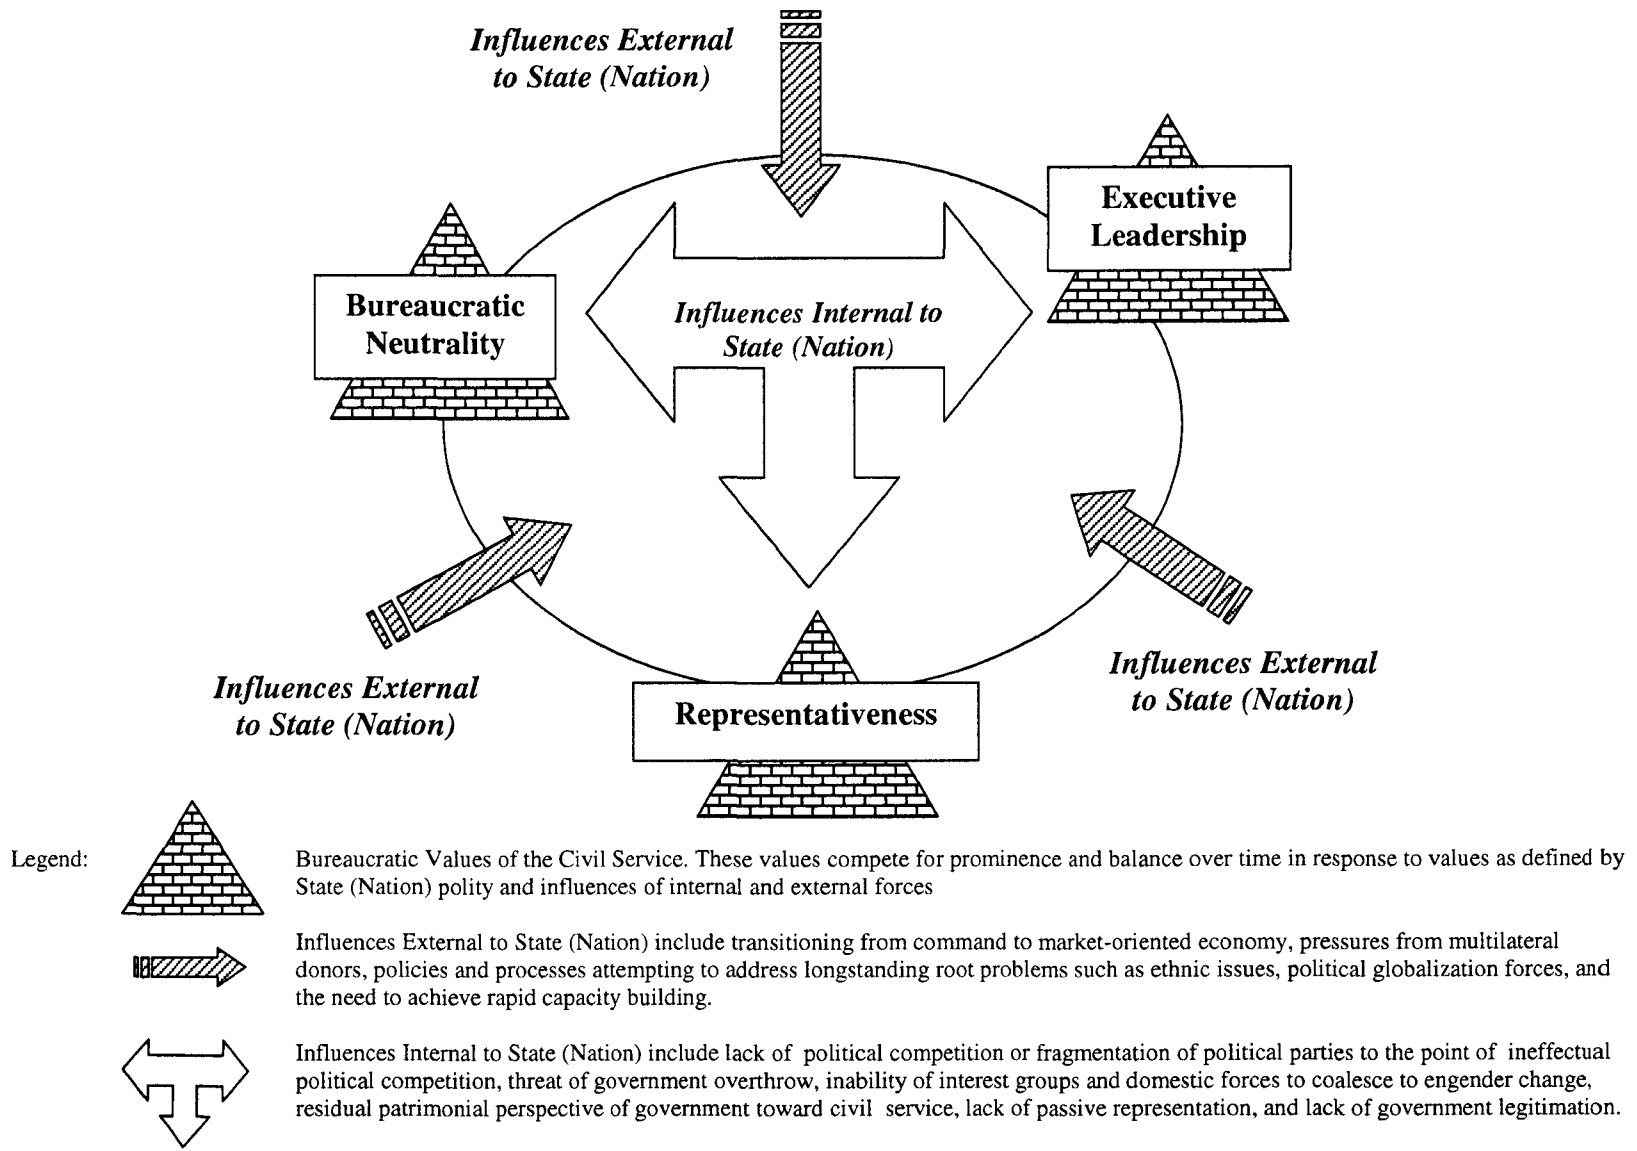 Influences External
to State (Nation)
Executive
Leadership
Bureaucratic
Neutrality
Influences Internal to
State (Nation)
Influences External
to State (Nation)
Influences External
to State (Nation)
Representativeness
Legend:
Bureaucratic Values of the Civil Service. These values compete for prominence and balance over time in response to values as defined by
State (Nation) polity and influences of internal and external forces
Influences External to State (Nation) include transitioning from command to market-oriented economy, pressures from multilateral
donors, policies and processes attempting to address longstanding root problems such as ethnic issues, political globalization forces, and
the need to achieve rapid capacity building.
Influences Internal to State (Nation) include lack of political competition or fragmentation of political parties to the point of ineffectual
political competition, threat of government overthrow, inability of interest groups and domestic forces to coalesce to engender change,
residual patrimonial perspective of government toward civil service, lack of passive representation, and lack of government legitimation.